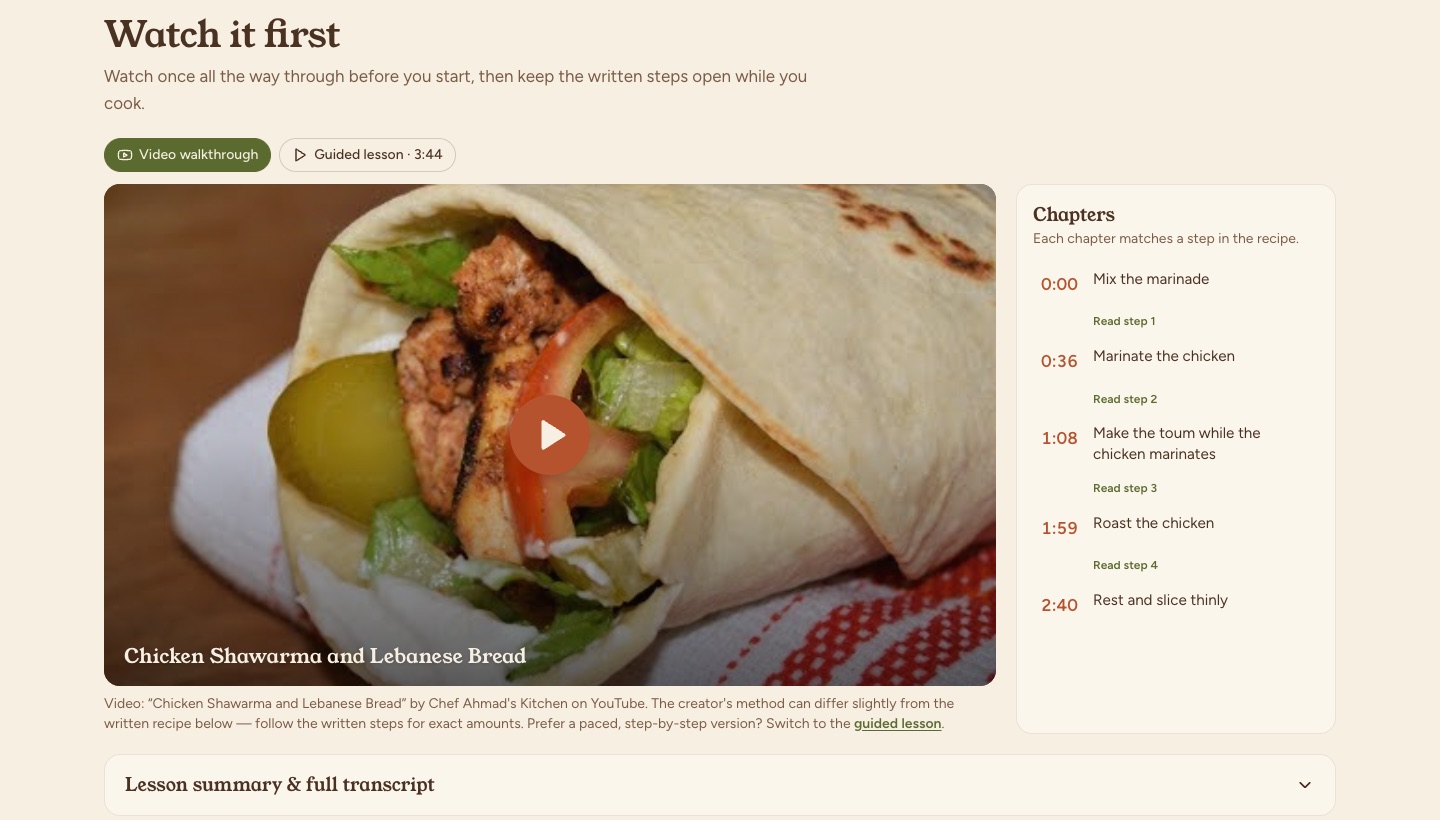 Watch it first
Watch once all the way through before you start, then keep the written steps open while you
cook.
Video walkthrough
Guided lesson · 3:44
Chicken Shawarma and Lebanese Bread
Video: “Chicken Shawarma and Lebanese Bread” by Chef Ahmad's Kitchen on YouTube. The creator's method can differ slightly from the
written recipe below — follow the written steps for exact amounts. Prefer a paced, step-by-step version? Switch to the guided lesson.
Chapters
Each chapter matches a step in the recipe.
0:00 Mix the marinade
Read step 1
0:36 Marinate the chicken
Read step 2
1:08 Make the toum while the
chicken marinates
Read step 3
1:59 Roast the chicken
Read step 4
2:40 Rest and slice thinly
Lesson summary & full transcript